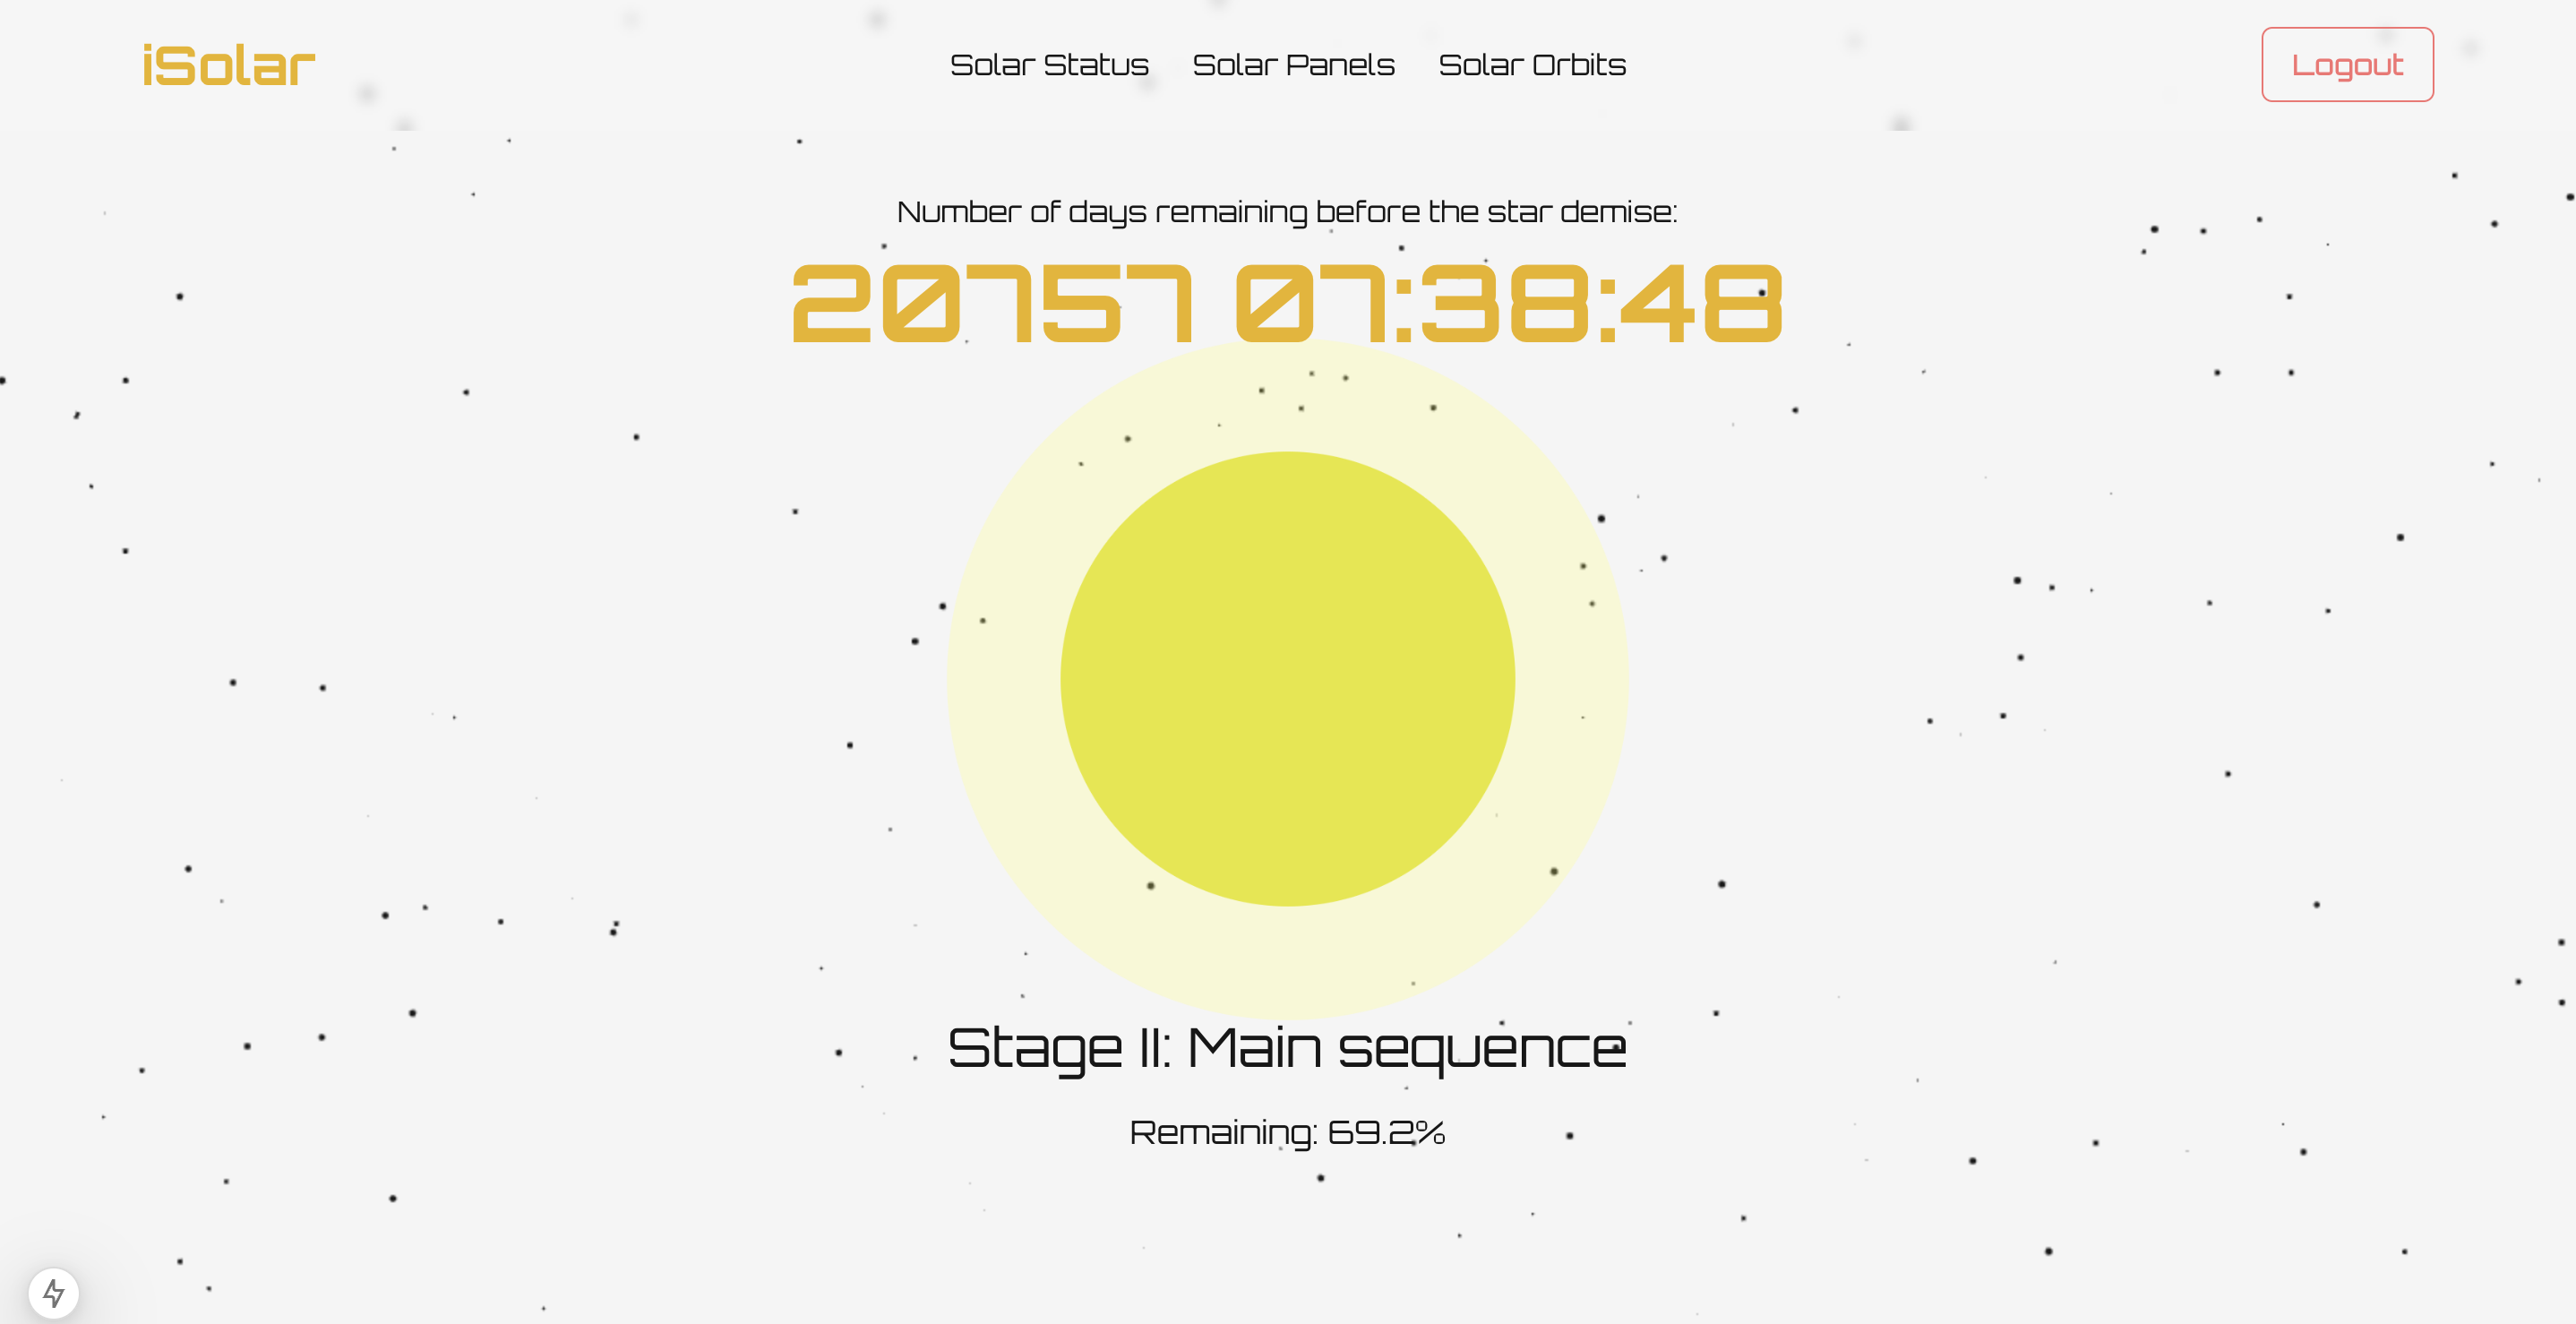 iSolar
Solar Status Solar Panels Solar Orbits
Logout
Number of days remaining before the star demise:
20757 07:38:48
Stage II: Main sequence
Remaining: 69.2%